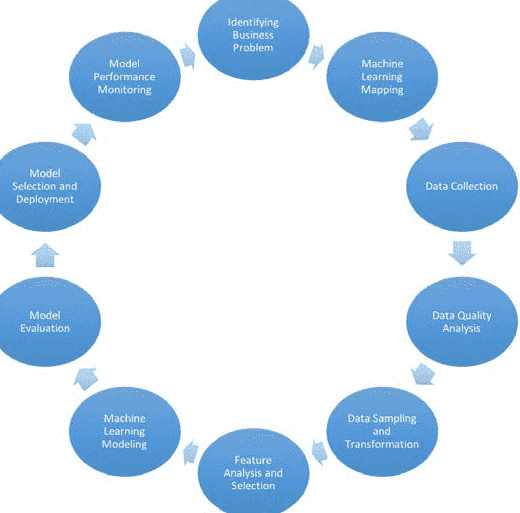 Identifying
Business
Problem
Machine
Learning
Mapping
Data Collection
Data Quality
Analysis
Data Sampling
and
Transformation
Feature
Analysis and
Selection
Machine
Learning
Modeling
Model
Evaluation
Model
Selection and
Deployment
Model
Performance
Monitoring